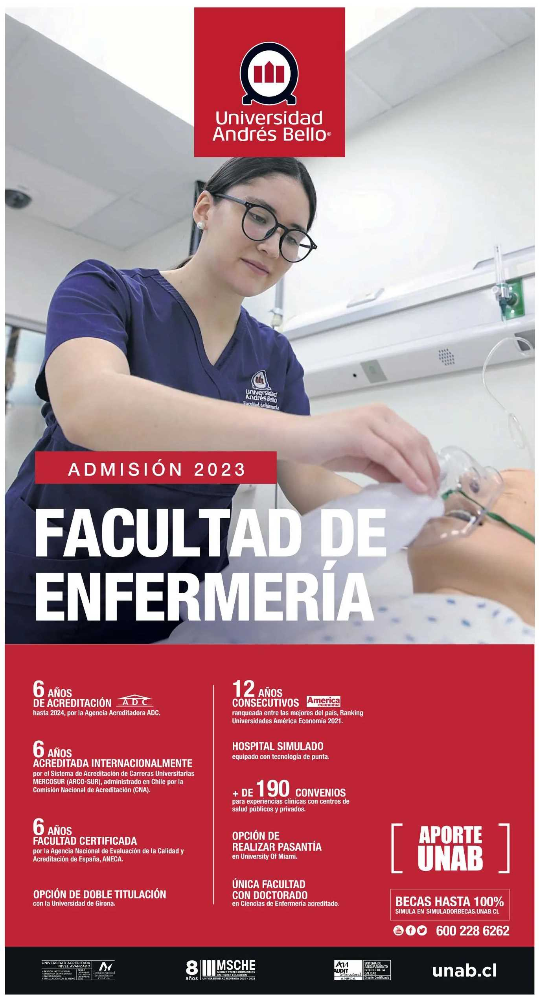 Universidad
Andrés Bello®
Universidad
Andrés Bello
Facultad de Enfermería
ADMISIÓN 2023
FACULTAD DE
ENFERMERÍA
6 AÑOS
DE ACREDITACIÓN
ADC
hasta 2024, por la Agencia Acreditadora ADC.
6 AÑOS
ACREDITADA INTERNACIONALMENTE
por el Sistema de Acreditación de Carreras Universitarias
MERCOSUR (ARCO-SUR), administrado en Chile por la
Comisión Nacional de Acreditación (CNA).
6 AÑOS
FACULTAD CERTIFICADA
por la Agencia Nacional de Evaluación de la Calidad y
Acreditación de España, ANECA.
OPCIÓN DE DOBLE TITULACIÓN
con la Universidad de Girona.
12 AÑOS
CONSECUTIVOS
América
economía
ranqueada entre las mejores del país, Ranking
Universidades América Economía 2021.
HOSPITAL SIMULADO
equipado con tecnología de punta.
+ DE 190 CONVENIOS
para experiencias clínicas con centros de
salud públicos y privados.
OPCIÓN DE
REALIZAR PASANTÍA
en University Of Miami.
ÚNICA FACULTAD
CON DOCTORADO
en Ciencias de Enfermería acreditado.
APORTE
UNAB
BECAS HASTA 100%
SIMULA EN SIMULADORBECAS.UNAB.CL
You
Tube
600 228 6262
UNIVERSIDAD ACREDITADA
NIVEL AVANZADO
• GESTIÓN INSTITUCIONAL
• DOCENCIA DE PREGRADO
• INVESTIGACIÓN
• VINCULACIÓN CON EL MEDIO
DESDE
DICIEMBRE
2017 HASTA
DICIEMBRE
2022
Comisión Nacional
de Acreditación
CNA-Chile
8
años
MSCHE
MIDDLE STATES COMMISSION
ON HIGHER EDUCATION
UNIVERSIDAD ACREDITADA 2020 - 2028
AUDIT
internacional
ANECA
SISTEMA DE
ASEGURAMIENTO
INTERNO DE LA
CALIDAD
Diseño Certificado
unab.cl